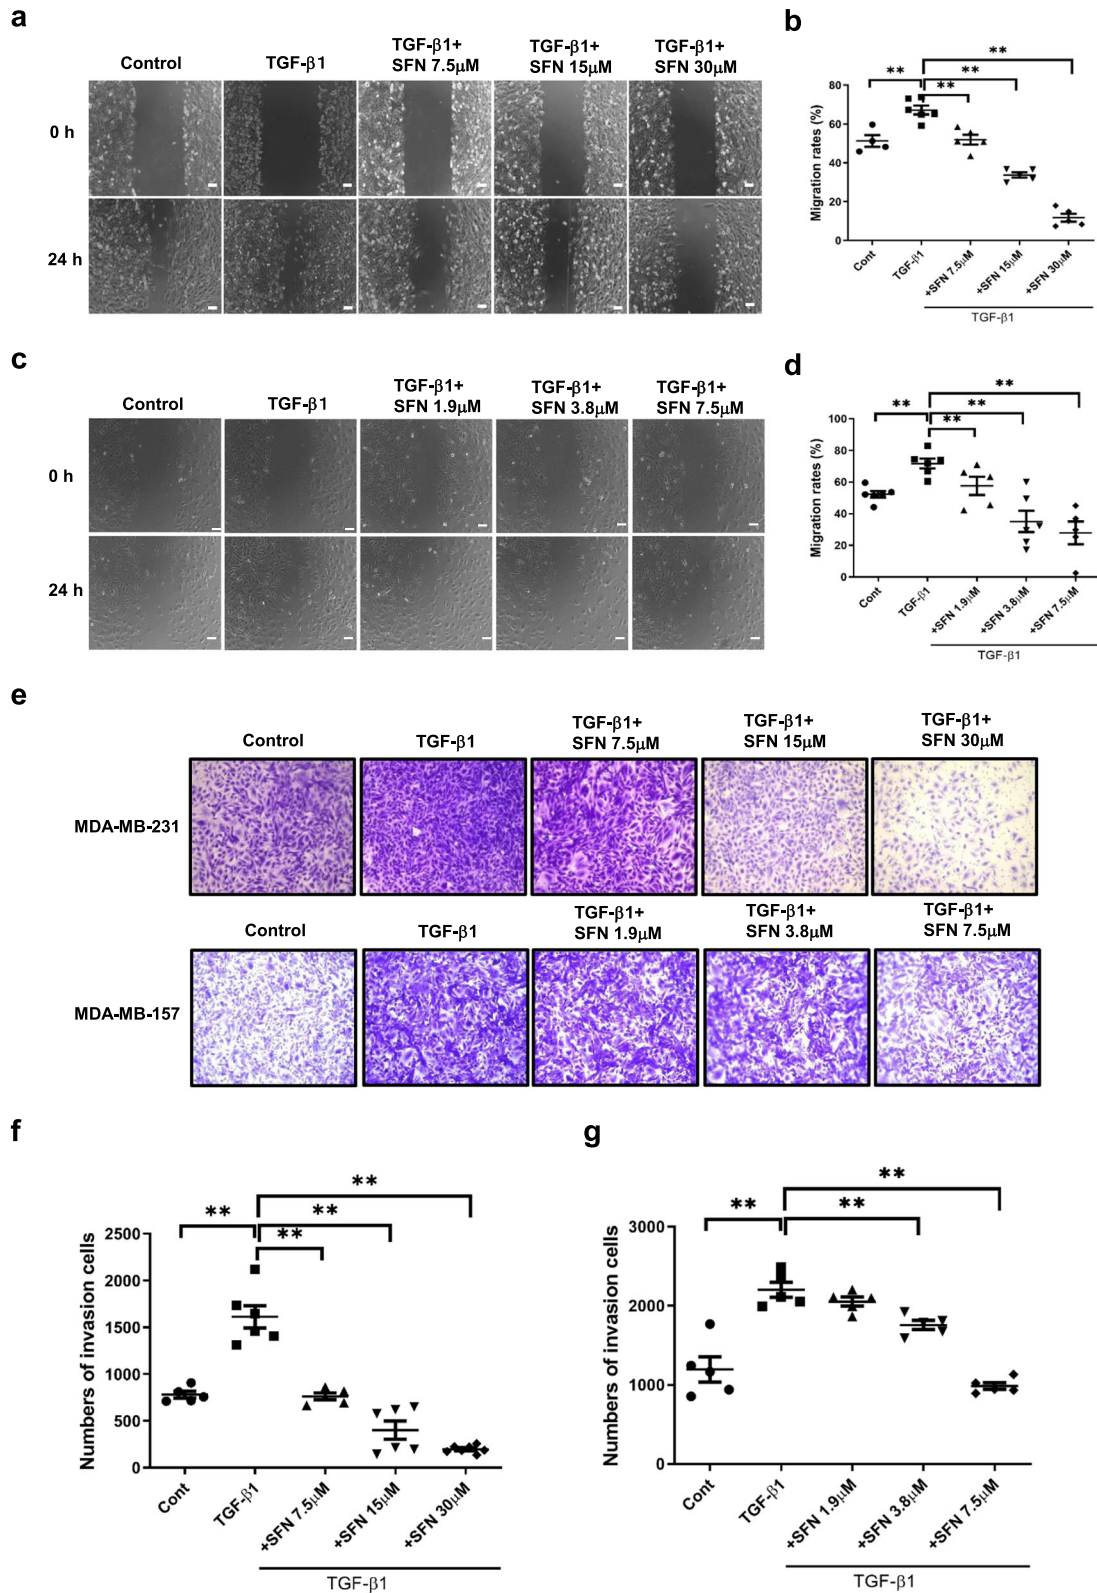 a
Control
TGF-β1
TGF-β1+
SFN 7.5μM
TGF-β1+
SFN 15μM
TGF-β1+
SFN 30μM
0 h
24 h
b
**
**
**
**
Migration rates (%)
80
60
40
20
0
Cont
TGF-β1
+SFN 7.5μM
+SFN 15μM
+SFN 30μM
TGF-β1
c
Control
TGF-β1
TGF-β1+
SFN 1.9μM
TGF-β1+
SFN 3.8μM
TGF-β1+
SFN 7.5μM
0 h
24 h
d
**
**
**
**
Migration rates (%)
100
80
60
40
20
0
Cont
TGF-β1
+SFN 1.9μM
+SFN 3.8μM
+SFN 7.5μM
TGF-β1
e
Control
TGF-β1
TGF-β1+
SFN 7.5μM
TGF-β1+
SFN 15μM
TGF-β1+
SFN 30μM
MDA-MB-231
Control
TGF-β1
TGF-β1+
SFN 1.9μM
TGF-β1+
SFN 3.8μM
TGF-β1+
SFN 7.5μM
MDA-MB-157
f
**
**
**
**
Numbers of invasion cells
2500
2000
1500
1000
500
0
Cont
TGF-β1
+SFN 7.5μM
+SFN 15μM
+SFN 30μM
TGF-β1
g
**
**
**
Numbers of invasion cells
3000
2000
1000
0
Cont
TGF-β1
+SFN 1.9μM
+SFN 3.8μM
+SFN 7.5μM
TGF-β1